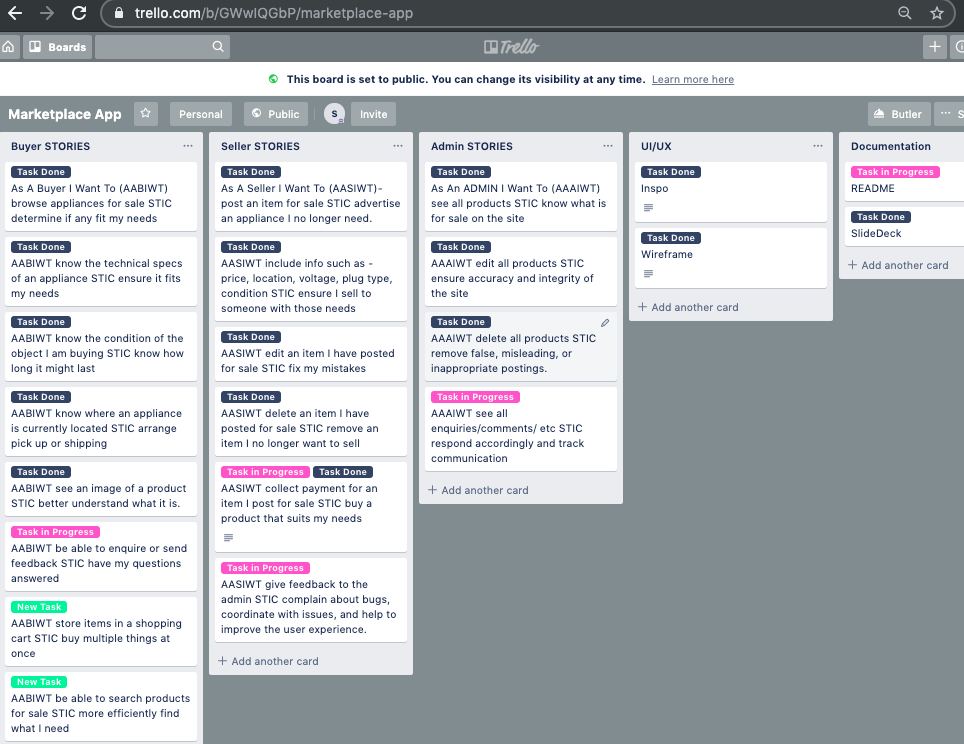 trello.com/b/GWwlQGbP/marketplace-app
Boards
Trello
This board is set to public. You can change its visibility at any time. Learn more here
Marketplace App
Personal
Public
S
Invite
Butler
... S
Buyer STORIES
Task Done
As A Buyer I Want To (AABIWT)
browse appliances for sale STIC
determine if any fit my needs
Task Done
AABIWT know the technical specs
of an appliance STIC ensure it fits
my needs
Task Done
AABIWT know the condition of the
object I am buying STIC know how
long it might last
Task Done
AABIWT know where an appliance
is currently located STIC arrange
pick up or shipping
Task Done
AABIWT see an image of a product
STIC better understand what it is.
Task in Progress
AABIWT be able to enquire or send
feedback STIC have my questions
answered
New Task
AABIWT store items in a shopping
cart STIC buy multiple things at
once
New Task
AABIWT be able to search products
for sale STIC more efficiently find
what I need
Seller STORIES
Task Done
As A Seller I Want To (AASIWT)-
post an item for sale STIC advertise
an appliance I no longer need.
Task Done
AASIWT include info such as -
price, location, voltage, plug type,
condition STIC ensure I sell to
someone with those needs
Task Done
AASIWT edit an item I have posted
for sale STIC fix my mistakes
Task Done
AASIWT delete an item I have
posted for sale STIC remove an
item I no longer want to sell
Task in Progress Task Done
AASIWT collect payment for an
item I post for sale STIC buy a
product that suits my needs
Task in Progress
AASIWT give feedback to the
admin STIC complain about bugs,
coordinate with issues, and help to
improve the user experience.
+ Add another card
Admin STORIES
Task Done
As An ADMIN I Want To (AAAIWT)
see all products STIC know what is
for sale on the site
Task Done
AAAIWT edit all products STIC
ensure accuracy and integrity of
the site
Task Done
AAAIWT delete all products STIC
remove false, misleading, or
inappropriate postings.
Task in Progress
AAAIWT see all
enquiries/comments/ etc STIC
respond accordingly and track
communication
+ Add another card
UI/UX
Task Done
Inspo
Task Done
Wireframe
+ Add another card
Documentation
Task in Progress
README
Task Done
SlideDeck
+ Add another card